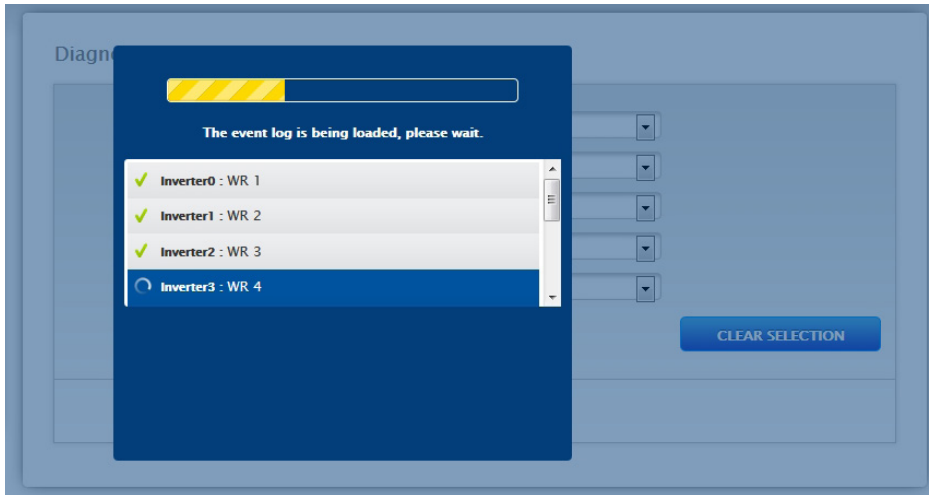 Diagn
The event log is being loaded, please wait.
Inverter0 : WR 1
Inverter1 : WR 2
Inverter2 : WR 3
Inverter3 : WR 4
CLEAR SELECTION